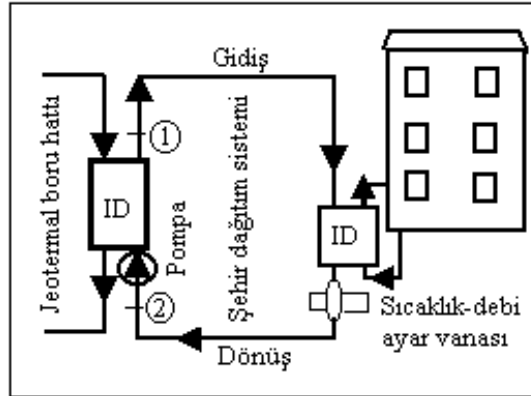 Gidiş
Jeotermal boru hattı
ID
1
Pompa
2
Şehir dağıtım sistemi
ID
Sıcaklık-debi
ayar vanası
Dönüş